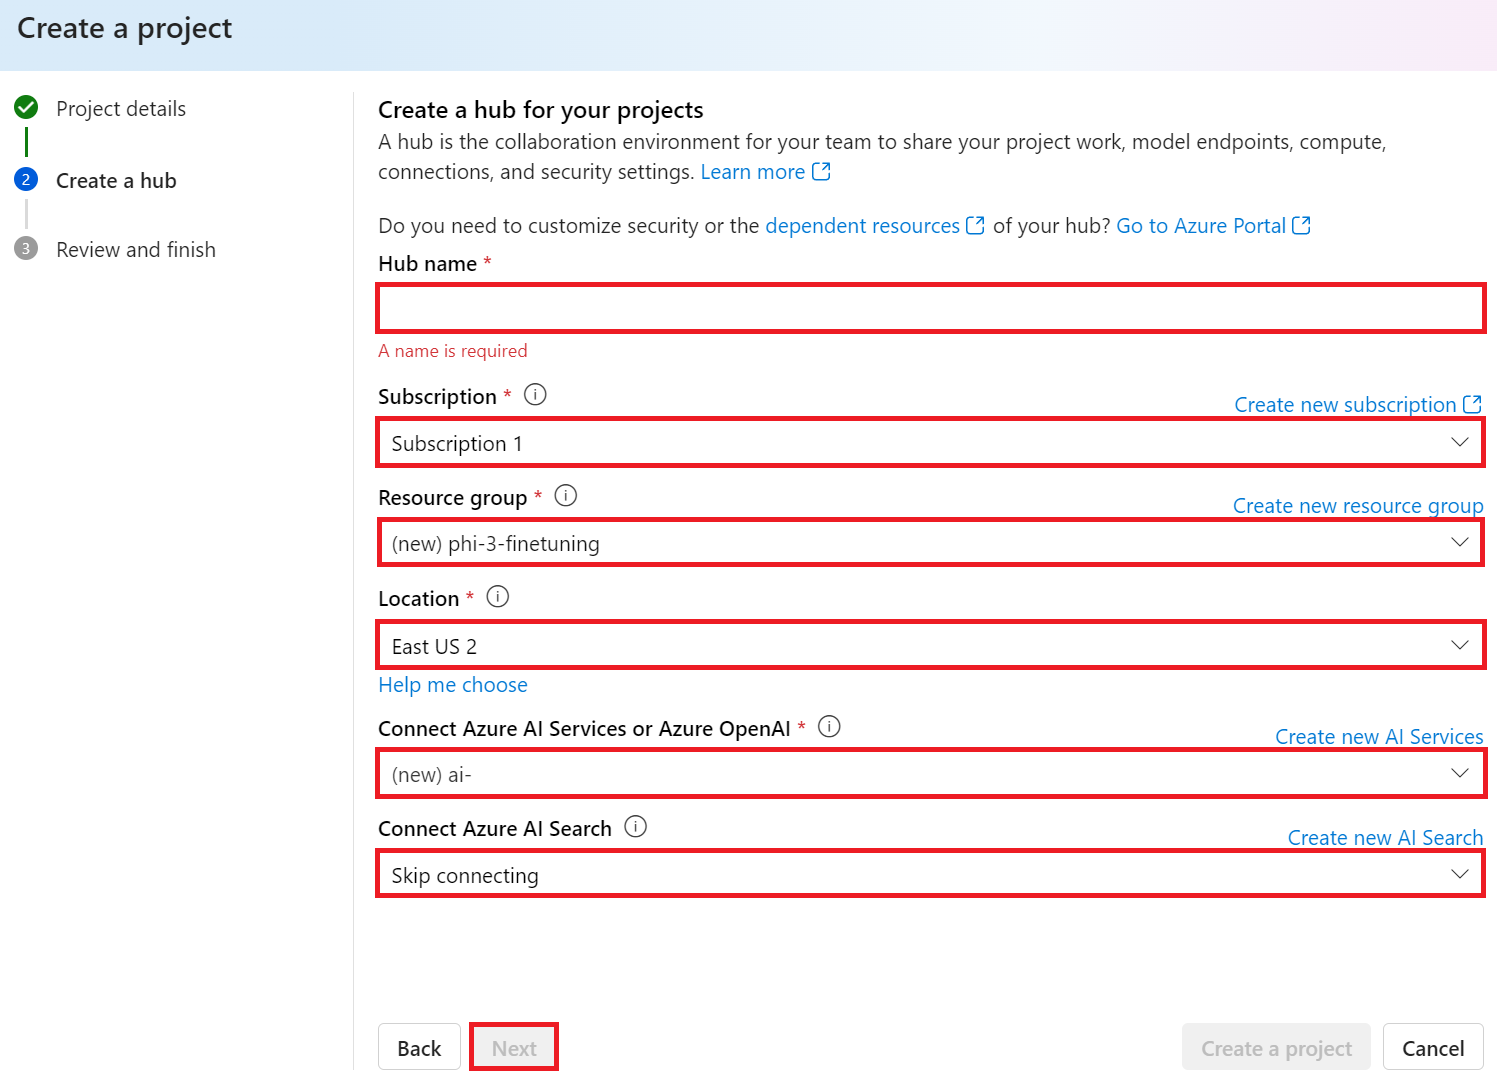 Create a project
Project details
2 Create a hub
3 Review and finish
Create a hub for your projects
A hub is the collaboration environment for your team to share your project work, model endpoints, compute,
connections, and security settings. Learn more
Do you need to customize security or the dependent resources of your hub? Go to Azure Portal
Hub name *
A name is required
Subscription *
Create new subscription
Subscription 1
Resource group *
Create new resource group
(new) phi-3-finetuning
Location *
East US 2
Help me choose
Connect Azure AI Services or Azure OpenAI *
Create new AI Services
(new) ai-
Connect Azure AI Search
Create new AI Search
Skip connecting
Back
Next
Create a project
Cancel